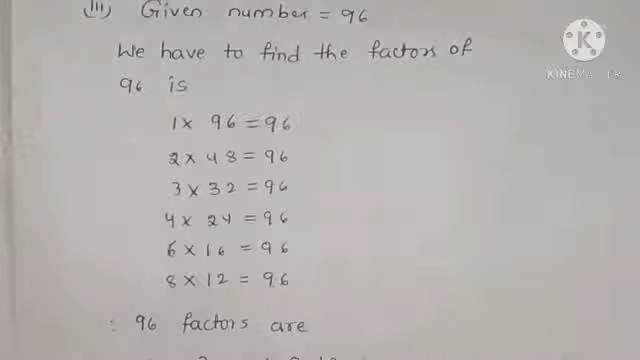 (iii) Given number = 96
We have to find the factors of
96 is
1 × 96 = 96
2 × 48 = 96
3 × 32 = 96
4 × 24 = 96
6 × 16 = 96
8 × 12 = 96
∴ 96 factors are